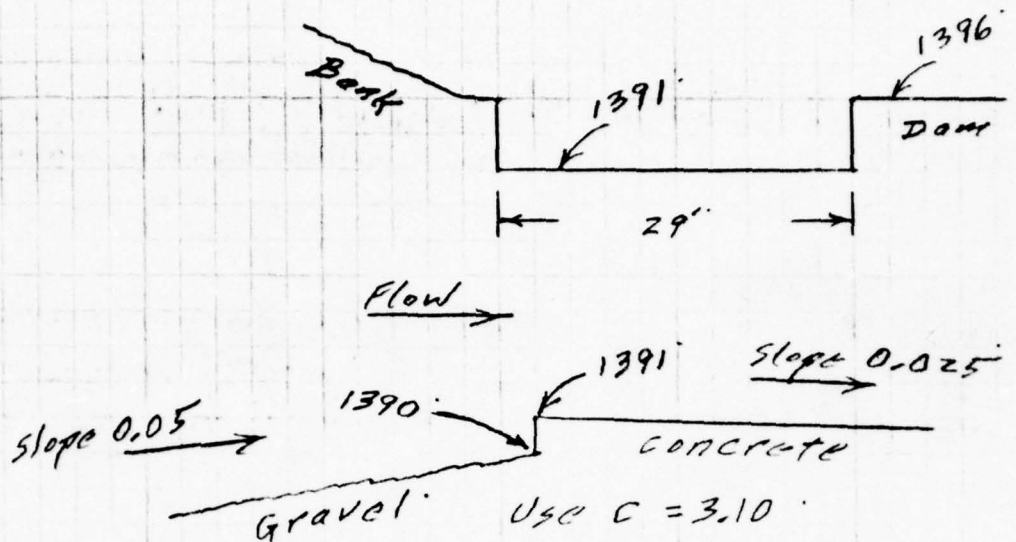 1396
Bank
1391
Dam
29'
Flow
1391
Slope 0.025
1390
Slope 0.05
Concrete
Gravel
Use C = 3.10